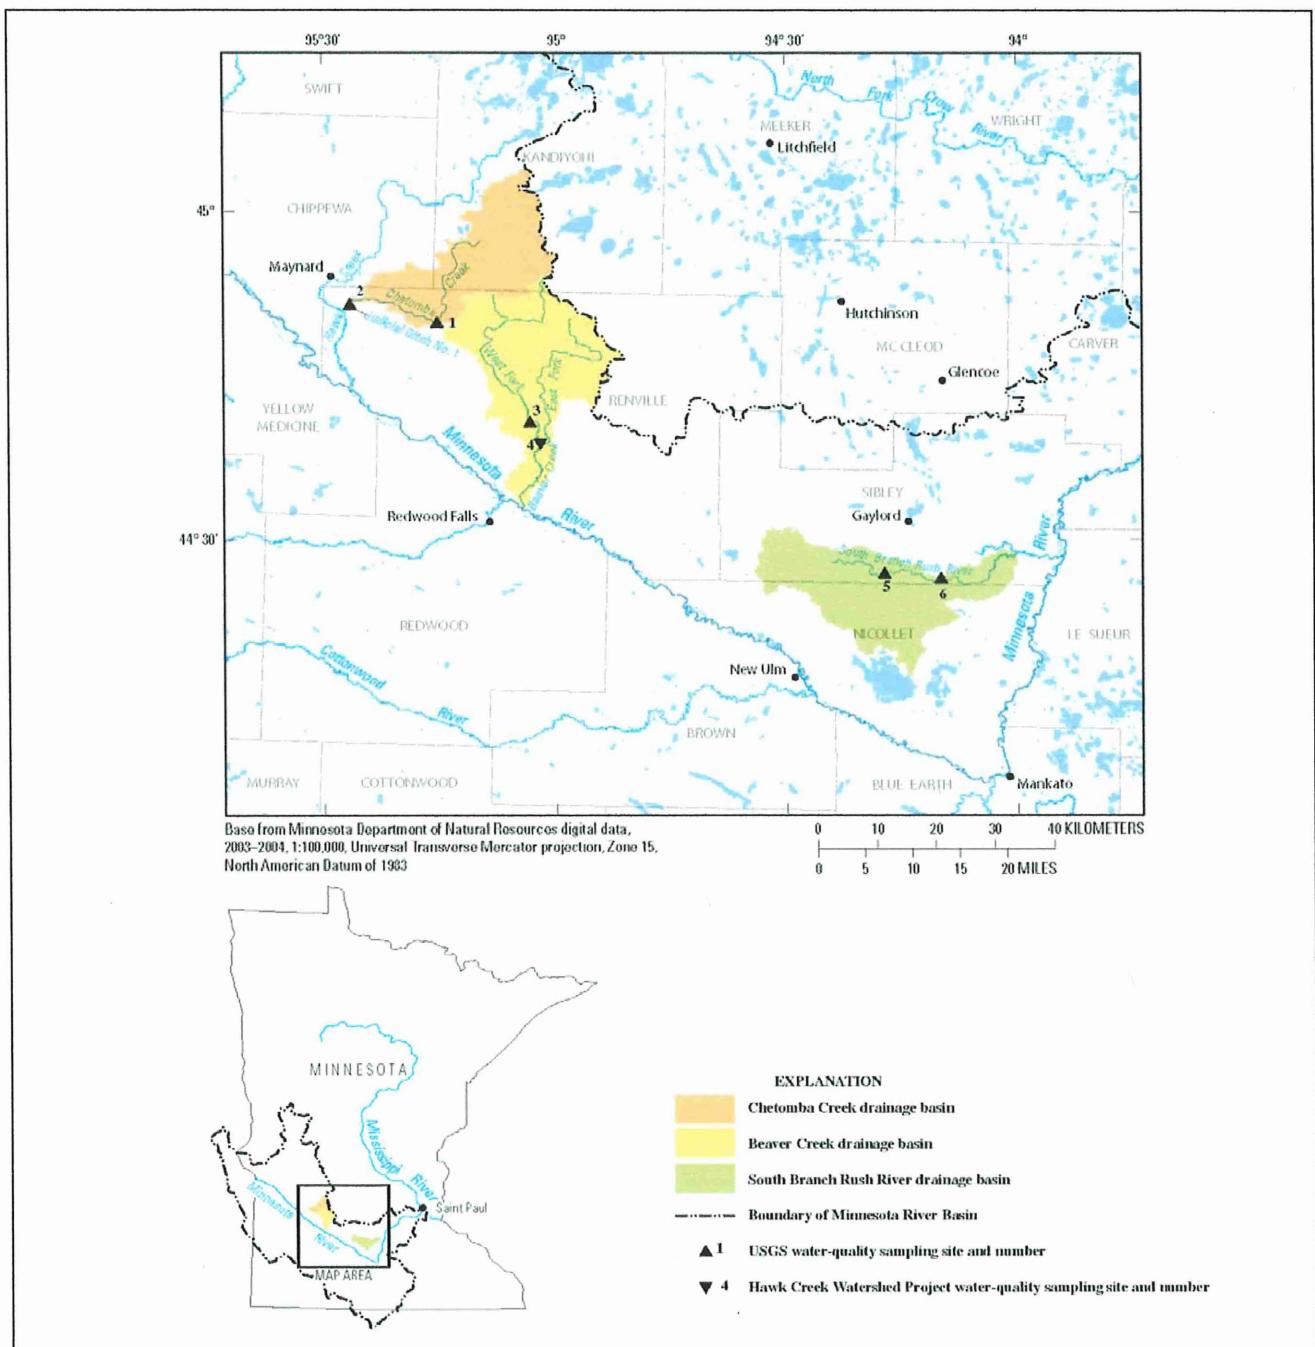 95°30' 95° 94°30' 94°
SWIFT
North Fork Crow River
WRIGHT
MEEKER
Litchfield
KANDIYOHI
45°
CHIPPEWA
Maynard
Creek
Hawk
2
Chetomba Creek
1
Judicial Ditch No. 1
Hutchinson
MC CLEOD
CARVER
Glencoe
West Fork
East Fork
RENVILLE
3
4
Beaver Creek
YELLOW
MEDICINE
Minnesota River
SIBLEY
Gaylord
Redwood Falls
44°30'
South Branch Rush River
5
6
River
Minnesota
REDWOOD
NICOLLET
LE SUEUR
Cottonwood River
New Ulm
BROWN
MURRAY
COTTONWOOD
BLUE EARTH
Mankato
Base from Minnesota Department of Natural Resources digital data,
2003–2004, 1:100,000, Universal Transverse Mercator projection, Zone 15,
North American Datum of 1983
0 10 20 30 40 KILOMETERS
0 5 10 15 20 MILES
MINNESOTA
Mississippi River
Saint Paul
Minnesota River
MAP AREA
EXPLANATION
Chetomba Creek drainage basin
Beaver Creek drainage basin
South Branch Rush River drainage basin
Boundary of Minnesota River Basin
1 USGS water-quality sampling site and number
4 Hawk Creek Watershed Project water-quality sampling site and number